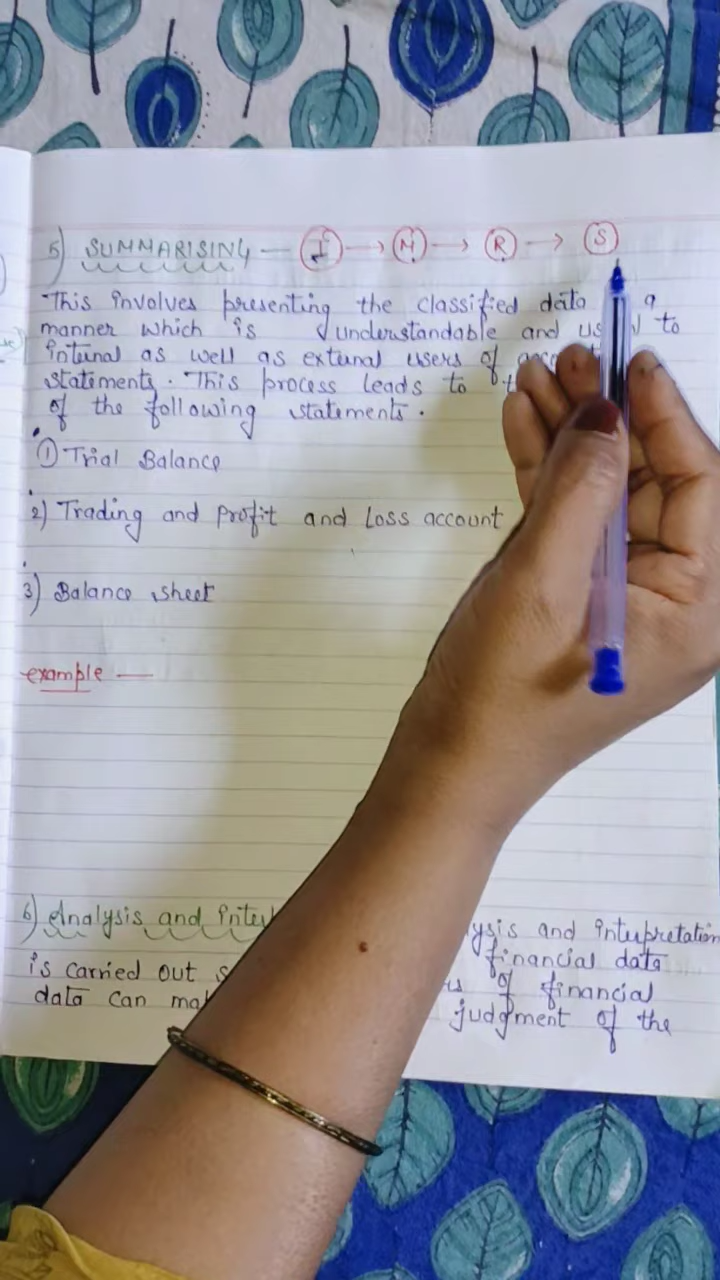 5) SUMMARISING — I → M → R → S
This involves presenting the classified data a
manner which is understandable and to
internal as well as external users of
statements. This process leads to
of the following statements.
① Trial Balance
2) Trading and profit and Loss account
3) Balance sheet
example —
6) Analysis and and interpretation
is carried out financial data
data can of financial
judgment of the